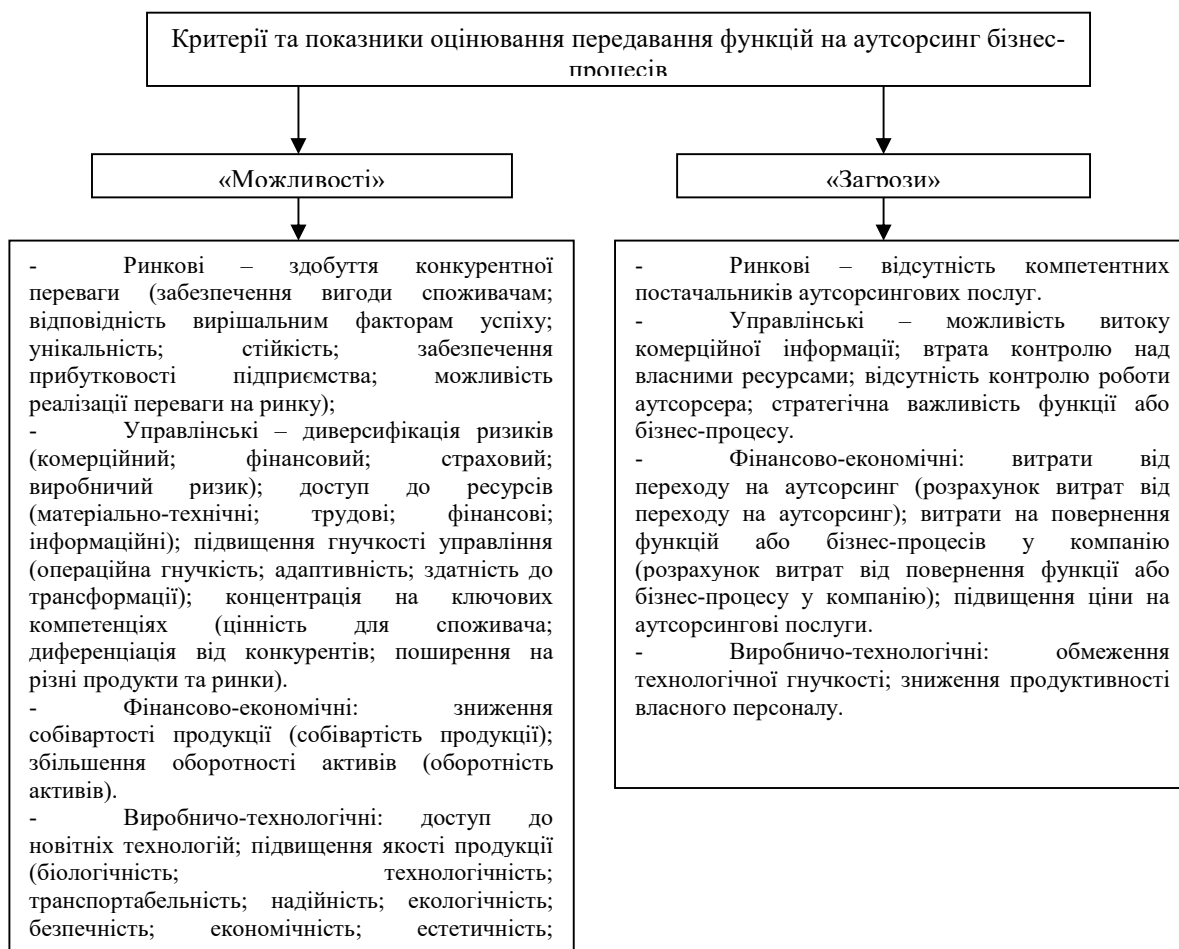 Критерії та показники оцінювання передавання функцій на аутсорсинг бізнес-
процесів
«Можливості»
«Загрози»
- Ринкові – здобуття конкурентної
переваги (забезпечення вигоди споживачам;
відповідність вирішальним факторам успіху;
унікальність; стійкість; забезпечення
прибутковості підприємства; можливість
реалізації переваги на ринку);
- Управлінські – диверсифікація ризиків
(комерційний; фінансовий; страховий;
виробничий ризик); доступ до ресурсів
(матеріально-технічні; трудові; фінансові;
інформаційні); підвищення гнучкості управління
(операційна гнучкість; адаптивність; здатність до
трансформації); концентрація на ключових
компетенціях (цінність для споживача;
диференціація від конкурентів; поширення на
різні продукти та ринки).
- Фінансово-економічні: зниження
собівартості продукції (собівартість продукції);
збільшення оборотності активів (оборотність
активів).
- Виробничо-технологічні: доступ до
новітніх технологій; підвищення якості продукції
(біологічність; технологічність;
транспортабельність; надійність; екологічність;
безпечність; економічність; естетичність;
- Ринкові – відсутність компетентних
постачальників аутсорсингових послуг.
- Управлінські – можливість витоку
комерційної інформації; втрата контролю над
власними ресурсами; відсутність контролю роботи
аутсорсера; стратегічна важливість функції або
бізнес-процесу.
- Фінансово-економічні: витрати від
переходу на аутсорсинг (розрахунок витрат від
переходу на аутсорсинг); витрати на повернення
функцій або бізнес-процесів у компанію
(розрахунок витрат від повернення функції або
бізнес-процесу у компанію); підвищення ціни на
аутсорсингові послуги.
- Виробничо-технологічні: обмеження
технологічної гнучкості; зниження продуктивності
власного персоналу.